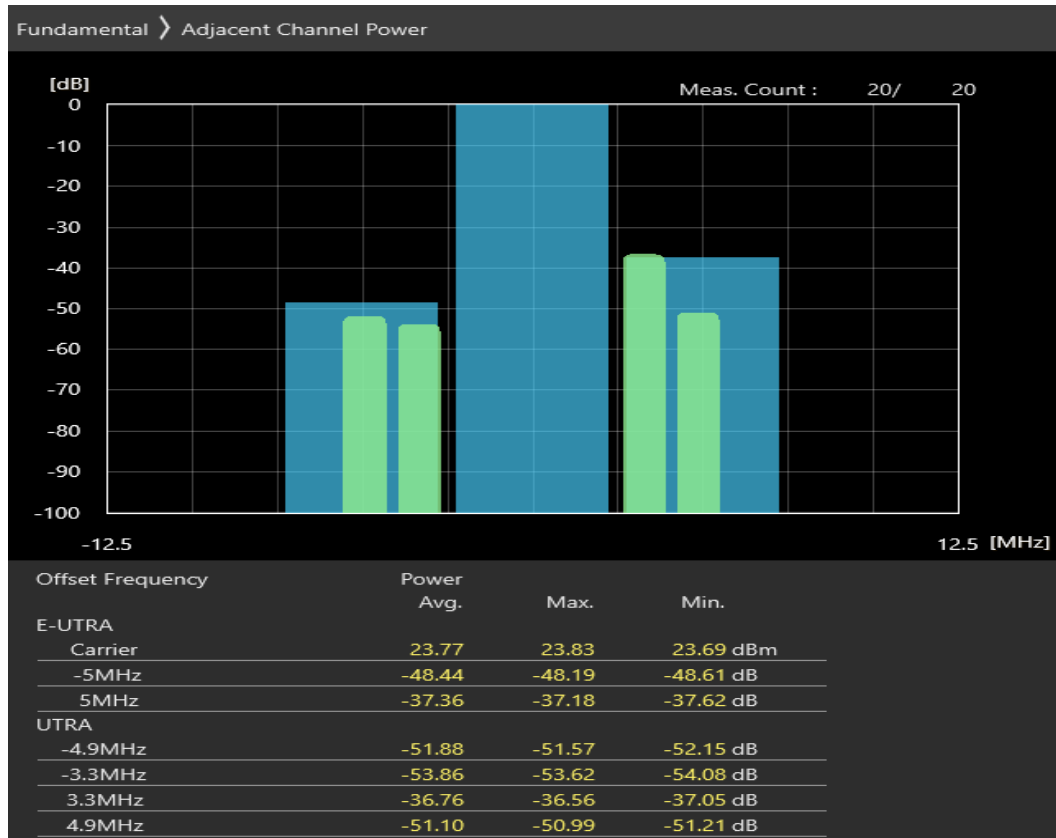 Fundamental 〉 Adjacent Channel Power
[dB]
Meas. Count : 20/ 20
0
-10
-20
-30
-40
-50
-60
-70
-80
-90
-100
-12.5 12.5 [MHz]
Offset Frequency Power
Avg. Max. Min.
E-UTRA
Carrier 23.77 23.83 23.69 dBm
-5MHz -48.44 -48.19 -48.61 dB
5MHz -37.36 -37.18 -37.62 dB
UTRA
-4.9MHz -51.88 -51.57 -52.15 dB
-3.3MHz -53.86 -53.62 -54.08 dB
3.3MHz -36.76 -36.56 -37.05 dB
4.9MHz -51.10 -50.99 -51.21 dB